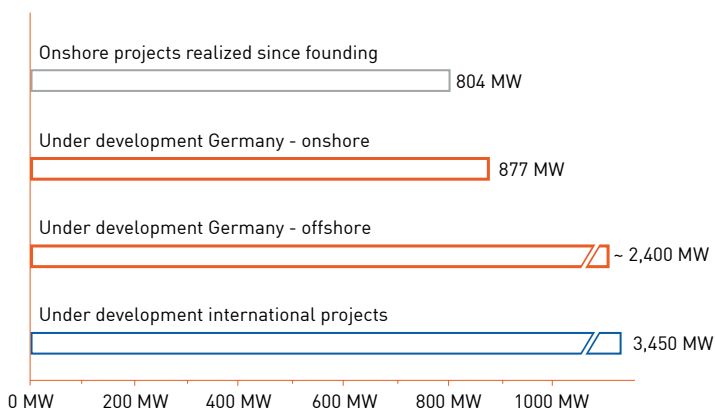 Onshore projects realized since founding
804 MW
Under development Germany - onshore
877 MW
Under development Germany - offshore
~ 2,400 MW
Under development international projects
3,450 MW
0 MW 200 MW 400 MW 600 MW 800 MW 1000 MW